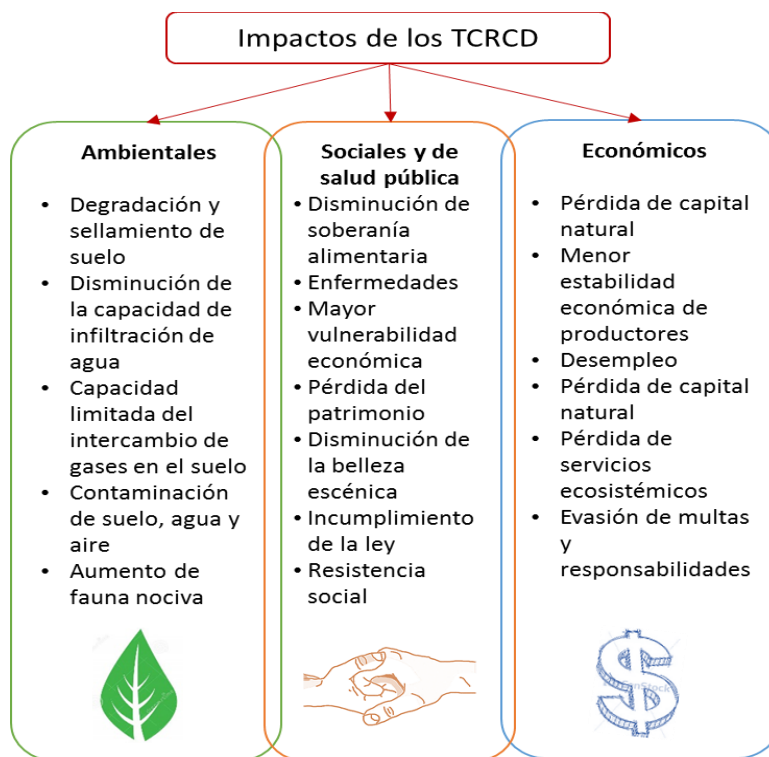 Impactos de los TCRCD
Ambientales
• Degradación y
sellamiento de
suelo
• Disminución de
la capacidad de
infiltración de
agua
• Capacidad
limitada del
intercambio de
gases en el suelo
• Contaminación
de suelo, agua y
aire
• Aumento de
fauna nociva
Sociales y de
salud pública
• Disminución de
soberanía
alimentaria
• Enfermedades
• Mayor
vulnerabilidad
económica
• Pérdida del
patrimonio
• Disminución de
la belleza
escénica
• Incumplimiento
de la ley
• Resistencia
social
Económicos
• Pérdida de capital
natural
• Menor
estabilidad
económica de
productores
• Desempleo
• Pérdida de capital
natural
• Pérdida de
servicios
ecosistémicos
• Evasión de multas
y
responsabilidades